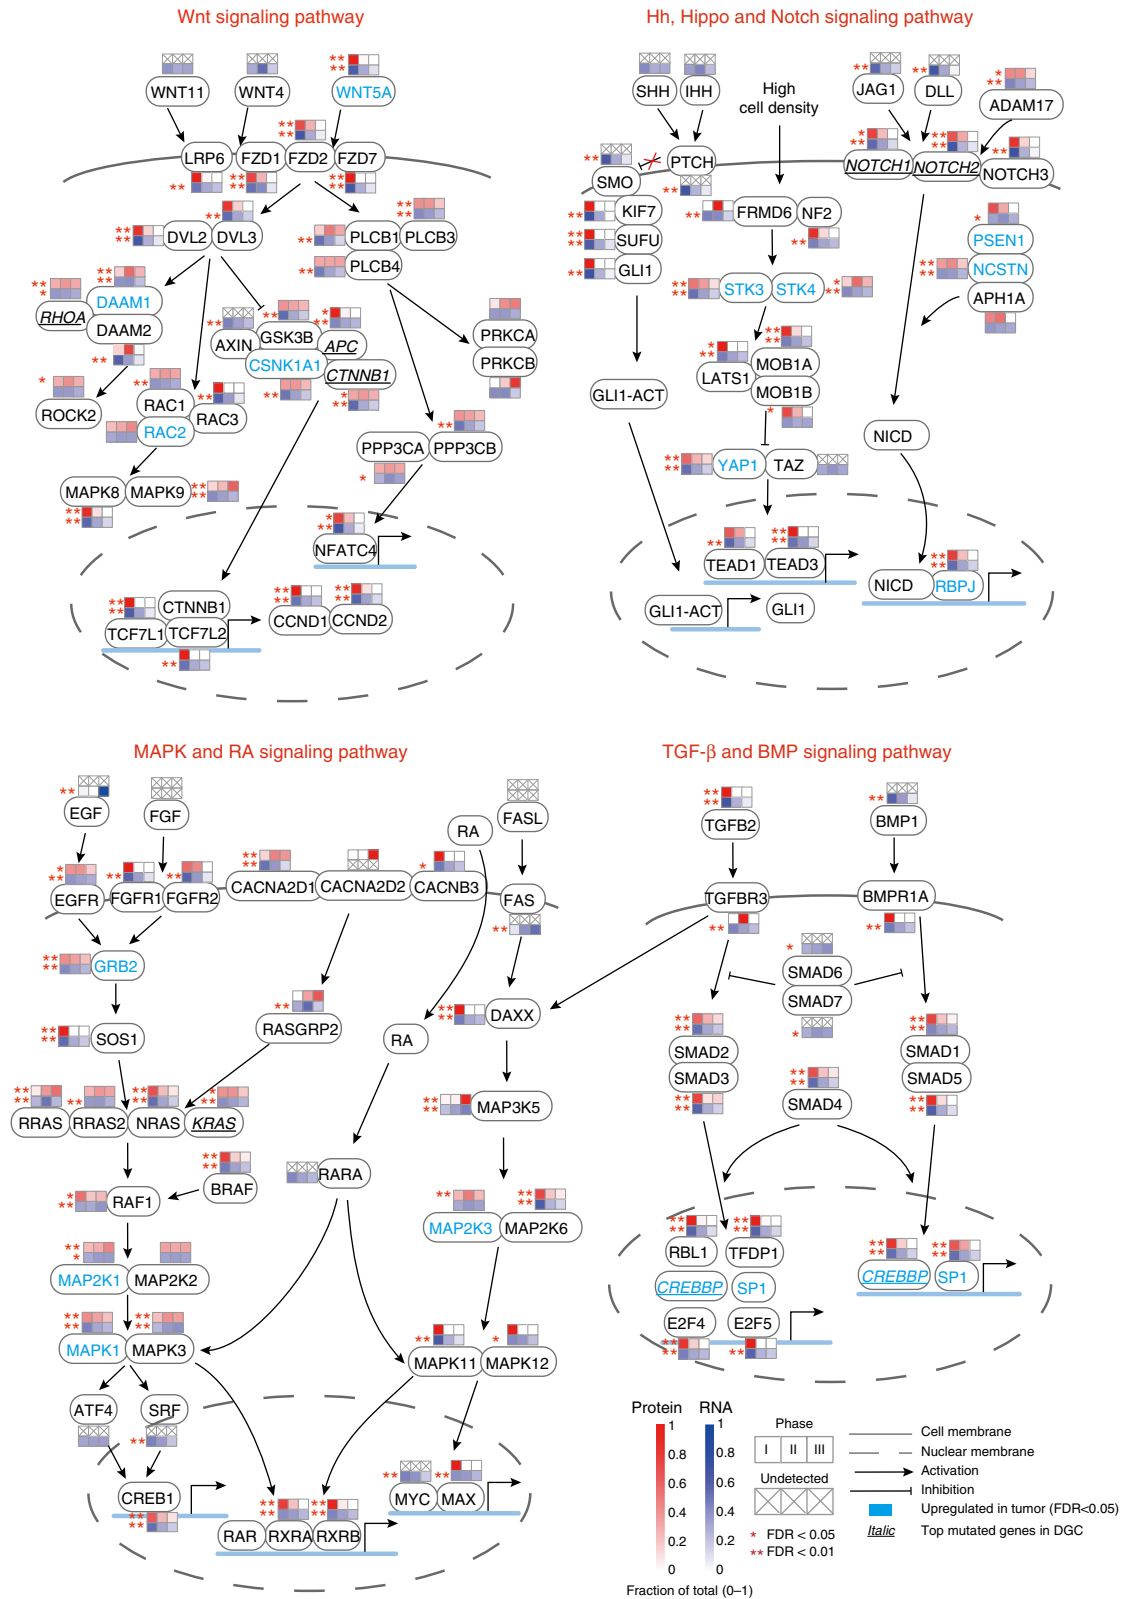 Wnt signaling pathway
WNT11
WNT4
WNT5A
LRP6
FZD1
FZD2
FZD7
DVL2
DVL3
PLCB1
PLCB3
PLCB4
RHOA
DAAM1
DAAM2
AXIN
GSK3B
APC
CSNK1A1
CTNNB1
PRKCA
PRKCB
ROCK2
RAC1
RAC2
RAC3
PPP3CA
PPP3CB
MAPK8
MAPK9
NFATC4
CTNNB1
TCF7L1
TCF7L2
CCND1
CCND2
Hh, Hippo and Notch signaling pathway
SHH
IHH
High
cell density
JAG1
DLL
ADAM17
PTCH
SMO
NOTCH1
NOTCH2
NOTCH3
KIF7
SUFU
GLI1
FRMD6
NF2
PSEN1
NCSTN
APH1A
STK3
STK4
LATS1
MOB1A
MOB1B
GLI1-ACT
NICD
YAP1
TAZ
TEAD1
TEAD3
NICD
RBPJ
GLI1-ACT
GLI1
MAPK and RA signaling pathway
EGF
FGF
FASL
RA
EGFR
FGFR1
FGFR2
CACNA2D1
CACNA2D2
CACNB3
FAS
GRB2
SOS1
RASGRP2
RA
DAXX
RRAS
RRAS2
NRAS
KRAS
MAP3K5
RARA
BRAF
RAF1
MAP2K3
MAP2K6
MAP2K1
MAP2K2
MAPK1
MAPK3
MAPK11
MAPK12
ATF4
SRF
CREB1
MYC
MAX
RAR
RXRA
RXRB
TGF-β and BMP signaling pathway
TGFB2
BMP1
TGFBR3
BMPR1A
SMAD6
SMAD7
SMAD2
SMAD3
SMAD4
SMAD1
SMAD5
RBL1
TFDP1
CREBBP
SP1
E2F4
E2F5
CREBBP
SP1
Protein
1
0.8
0.6
0.4
0.2
0
RNA
1
0.8
0.6
0.4
0.2
0
Fraction of total (0–1)
Phase
I
II
III
Undetected
* FDR < 0.05
** FDR < 0.01
Cell membrane
Nuclear membrane
Activation
Inhibition
Upregulated in tumor (FDR<0.05)
Italic
Top mutated genes in DGC